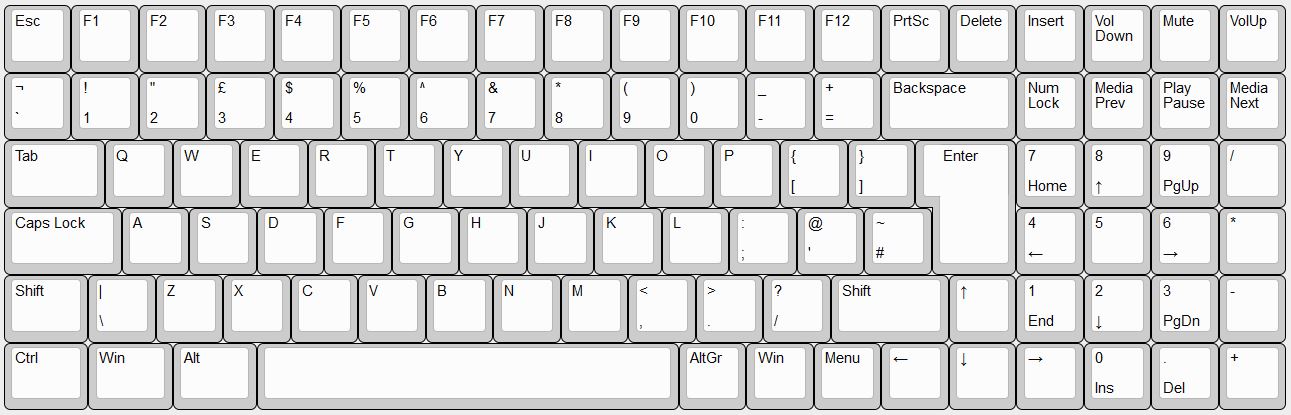 Esc F1 F2 F3 F4 F5 F6 F7 F8 F9 F10 F11 F12 PrtSc Delete Insert Vol Down Mute VolUp
¬ ! " £ $ % ^ & * ( ) _ + Backspace Num Lock Media Prev Play Pause Media Next
` 1 2 3 4 5 6 7 8 9 0 - =
Tab Q W E R T Y U I O P { } Enter 7 8 9 /
[ ] Home ↑ PgUp
Caps Lock A S D F G H J K L : @ ~ 4 5 6 *
; ' # ← →
Shift | Z X C V B N M < > ? Shift ↑ 1 2 3 -
\ , . / End ↓ PgDn
Ctrl Win Alt AltGr Win Menu ← ↓ → 0 . +
Ins Del